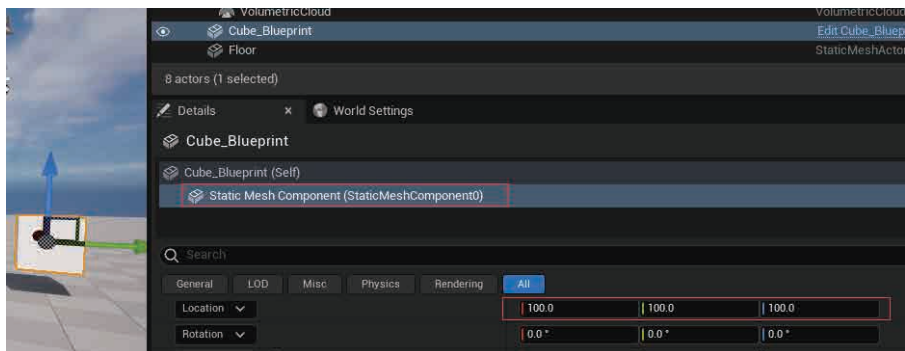 VolumetricCloud VolumetricCloud
Cube_Blueprint Edit Cube_Bluep
Floor StaticMeshActo
8 actors (1 selected)
Details × World Settings
Cube_Blueprint
Cube_Blueprint (Self)
Static Mesh Component (StaticMeshComponent0)
Search
General LOD Misc Physics Rendering All
Location 100.0 100.0 100.0
Rotation 0.0 ° 0.0 ° 0.0 °